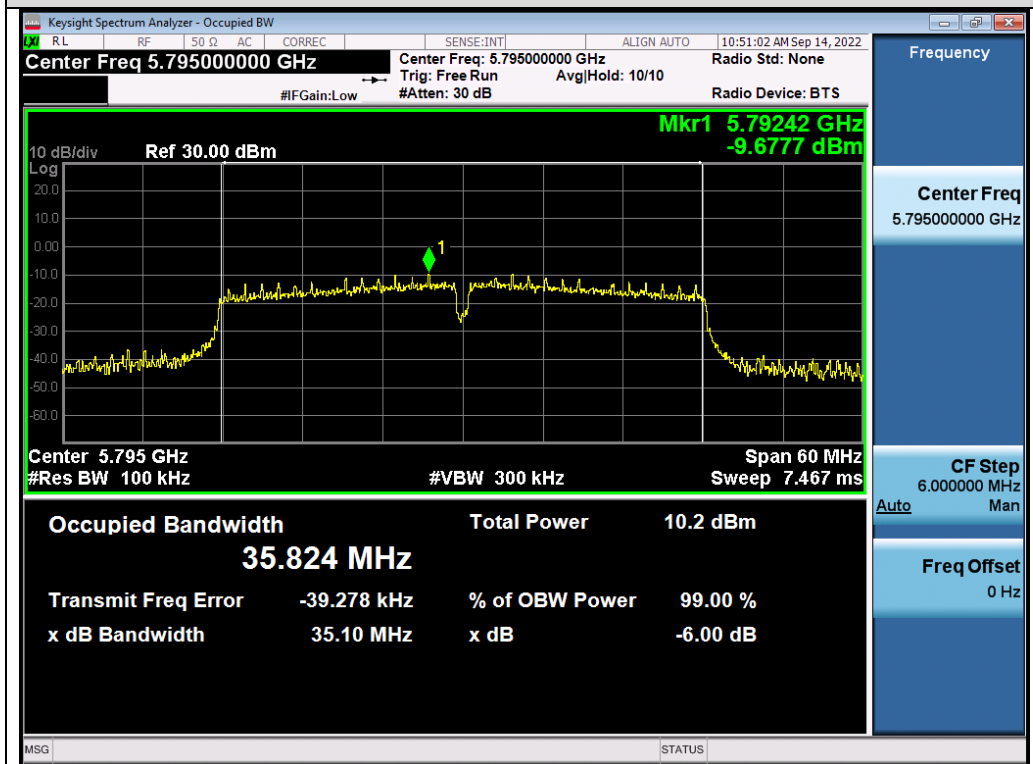 Keysight Spectrum Analyzer - Occupied BW
LXI RL RF 50 Ω AC CORREC SENSE:INT ALIGN AUTO 10:51:02 AM Sep 14, 2022
Center Freq 5.795000000 GHz
Center Freq: 5.795000000 GHz
Radio Std: None
Trig: Free Run Avg|Hold: 10/10
#IFGain:Low
#Atten: 30 dB
Radio Device: BTS
Frequency
Mkr1 5.79242 GHz
-9.6777 dBm
10 dB/div Ref 30.00 dBm
Log
20.0
10.0
0.00
-10.0
-20.0
-30.0
-40.0
-50.0
-60.0
1
Center 5.795 GHz Span 60 MHz
#Res BW 100 kHz #VBW 300 kHz Sweep 7.467 ms
Center Freq
5.795000000 GHz
CF Step
6.000000 MHz
Auto Man
Freq Offset
0 Hz
Occupied Bandwidth Total Power 10.2 dBm
35.824 MHz
Transmit Freq Error -39.278 kHz % of OBW Power 99.00 %
x dB Bandwidth 35.10 MHz x dB -6.00 dB
MSG STATUS